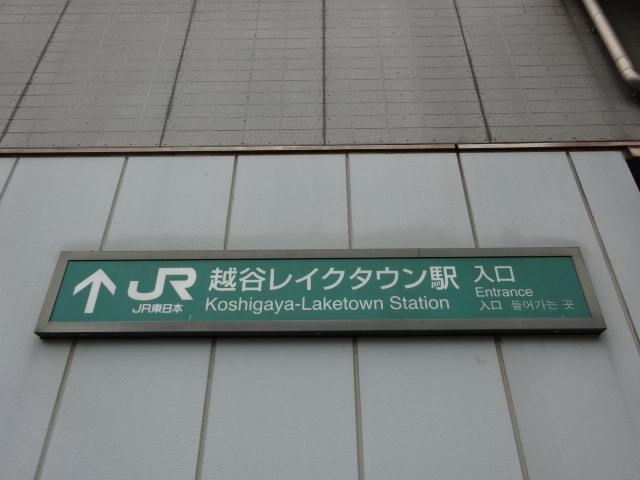 ↑ JR 越谷レイクタウン駅 入口
JR東日本 Koshigaya-Laketown Station Entrance
入口 들어가는 곳